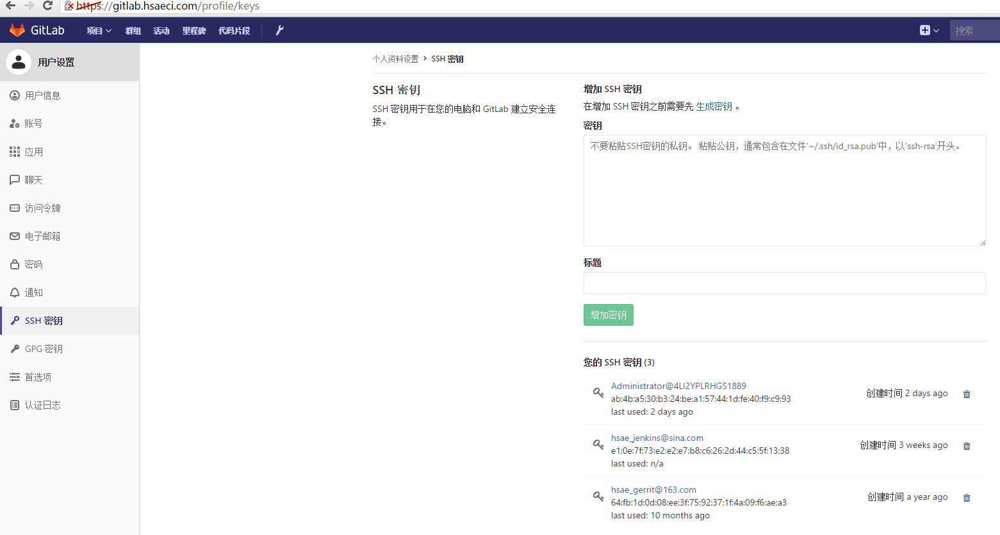 https://gitlab.hsaeci.com/profile/keys
GitLab 项目 群组 活动 里程碑 代码片段 搜索
用户设置
用户信息
账号
应用
聊天
访问令牌
电子邮箱
密码
通知
SSH 密钥
GPG 密钥
首选项
认证日志
个人资料设置 > SSH 密钥
SSH 密钥
SSH 密钥用于在您的电脑和 GitLab 建立安全连
接。
增加 SSH 密钥
在增加 SSH 密钥之前需要先 生成密钥 。
密钥
不要粘贴SSH密钥的私钥。 粘贴公钥，通常包含在文件'~/.ssh/id_rsa.pub'中，以'ssh-rsa'开头。
标题
增加密钥
您的 SSH 密钥 (3)
Administrator@4LI2YPLRHGS1889
ab:4b:a5:30:b3:24:be:a1:57:44:1d:fe:40:f9:c9:93
last used: 2 days ago
创建时间 2 days ago
hsae_jenkins@sina.com
e1:0e:7f:73:e2:e2:e7:b8:c6:26:2d:44:c5:5f:13:38
last used: n/a
创建时间 3 weeks ago
hsae_gerrit@163.com
64:fb:1d:0d:08:ee:3f:75:92:37:1f:4a:09:f6:ae:a3
last used: 10 months ago
创建时间 a year ago